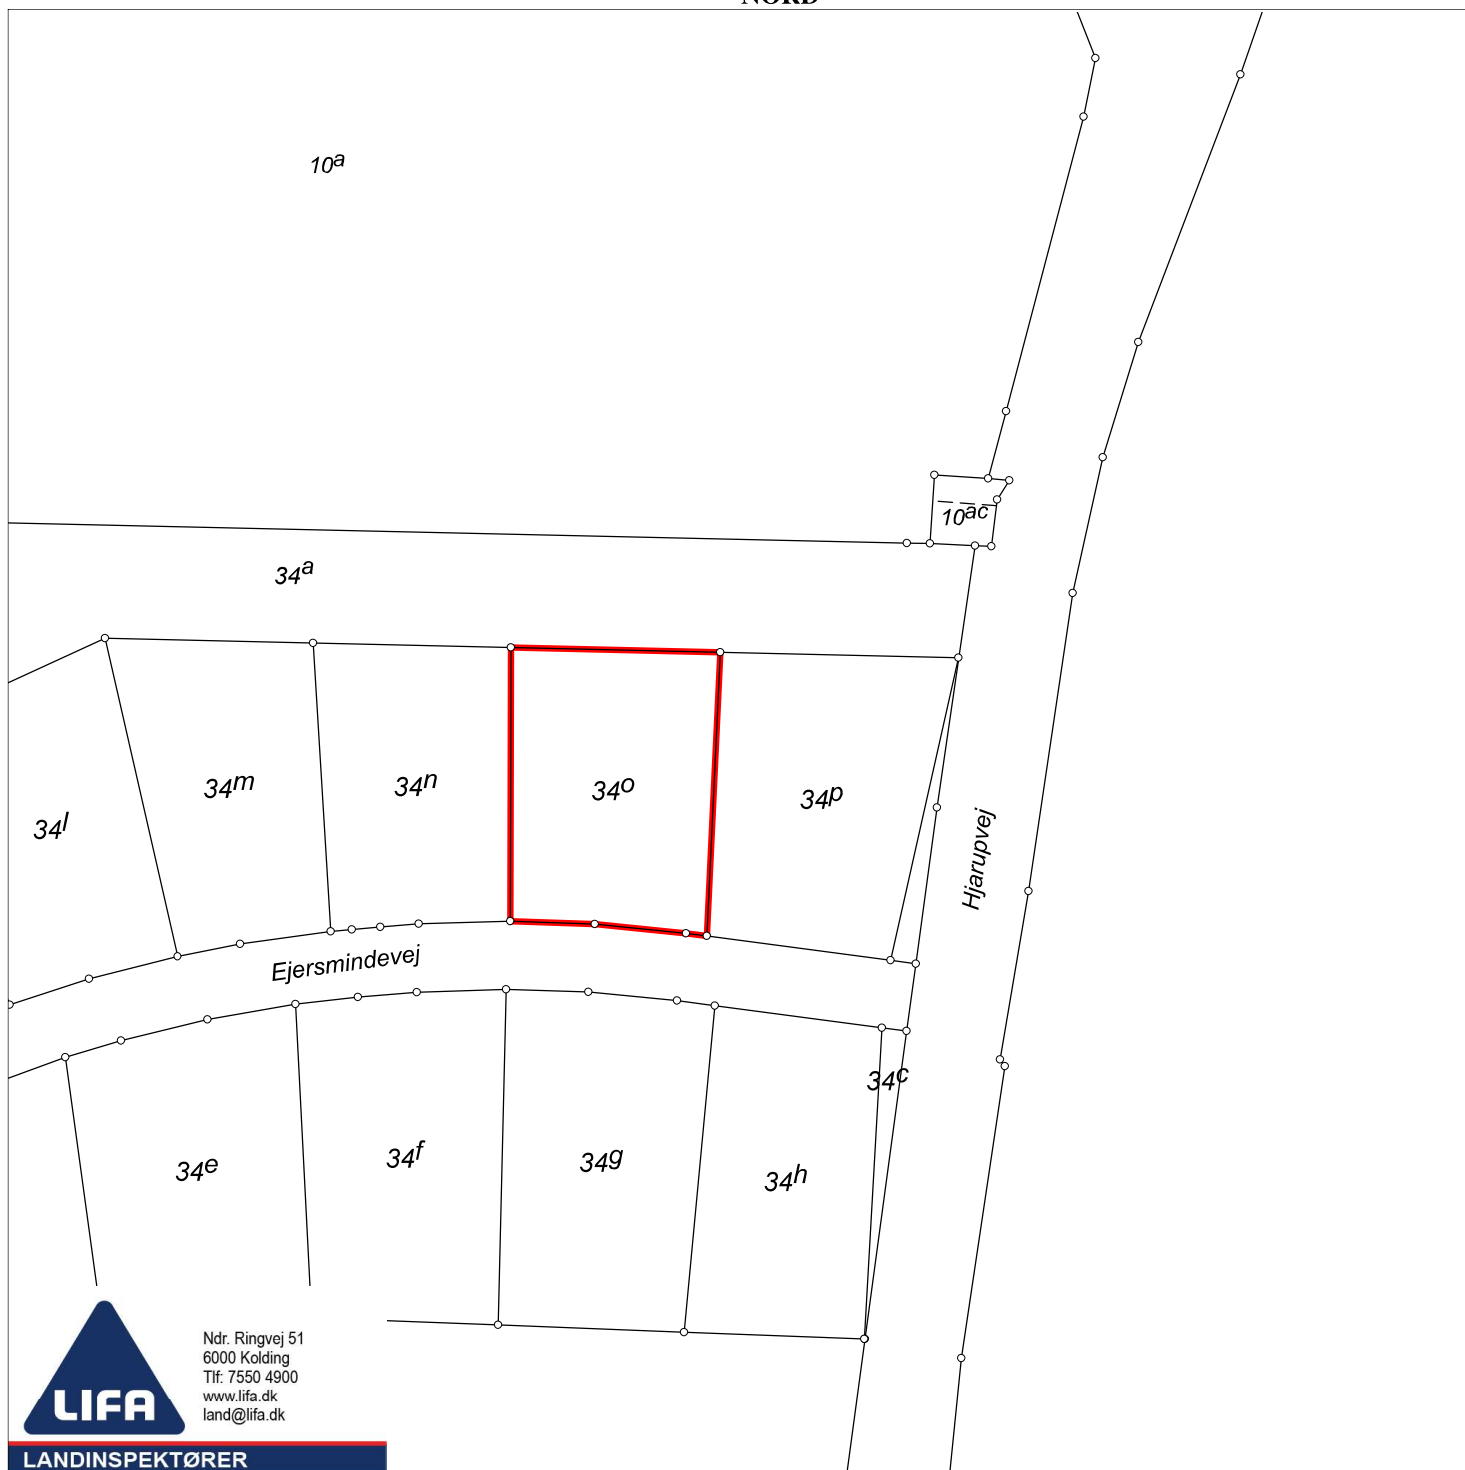 NORD
10a
10ac
34a
34m
34n
34o
34p
34l
Hjarupvej
Ejersmindevej
34c
34e
34f
34g
34h
Ndr. Ringvej 51
6000 Kolding
Tlf: 7550 4900
www.lifa.dk
land@lifa.dk
LIFA
LANDINSPEKTØRER